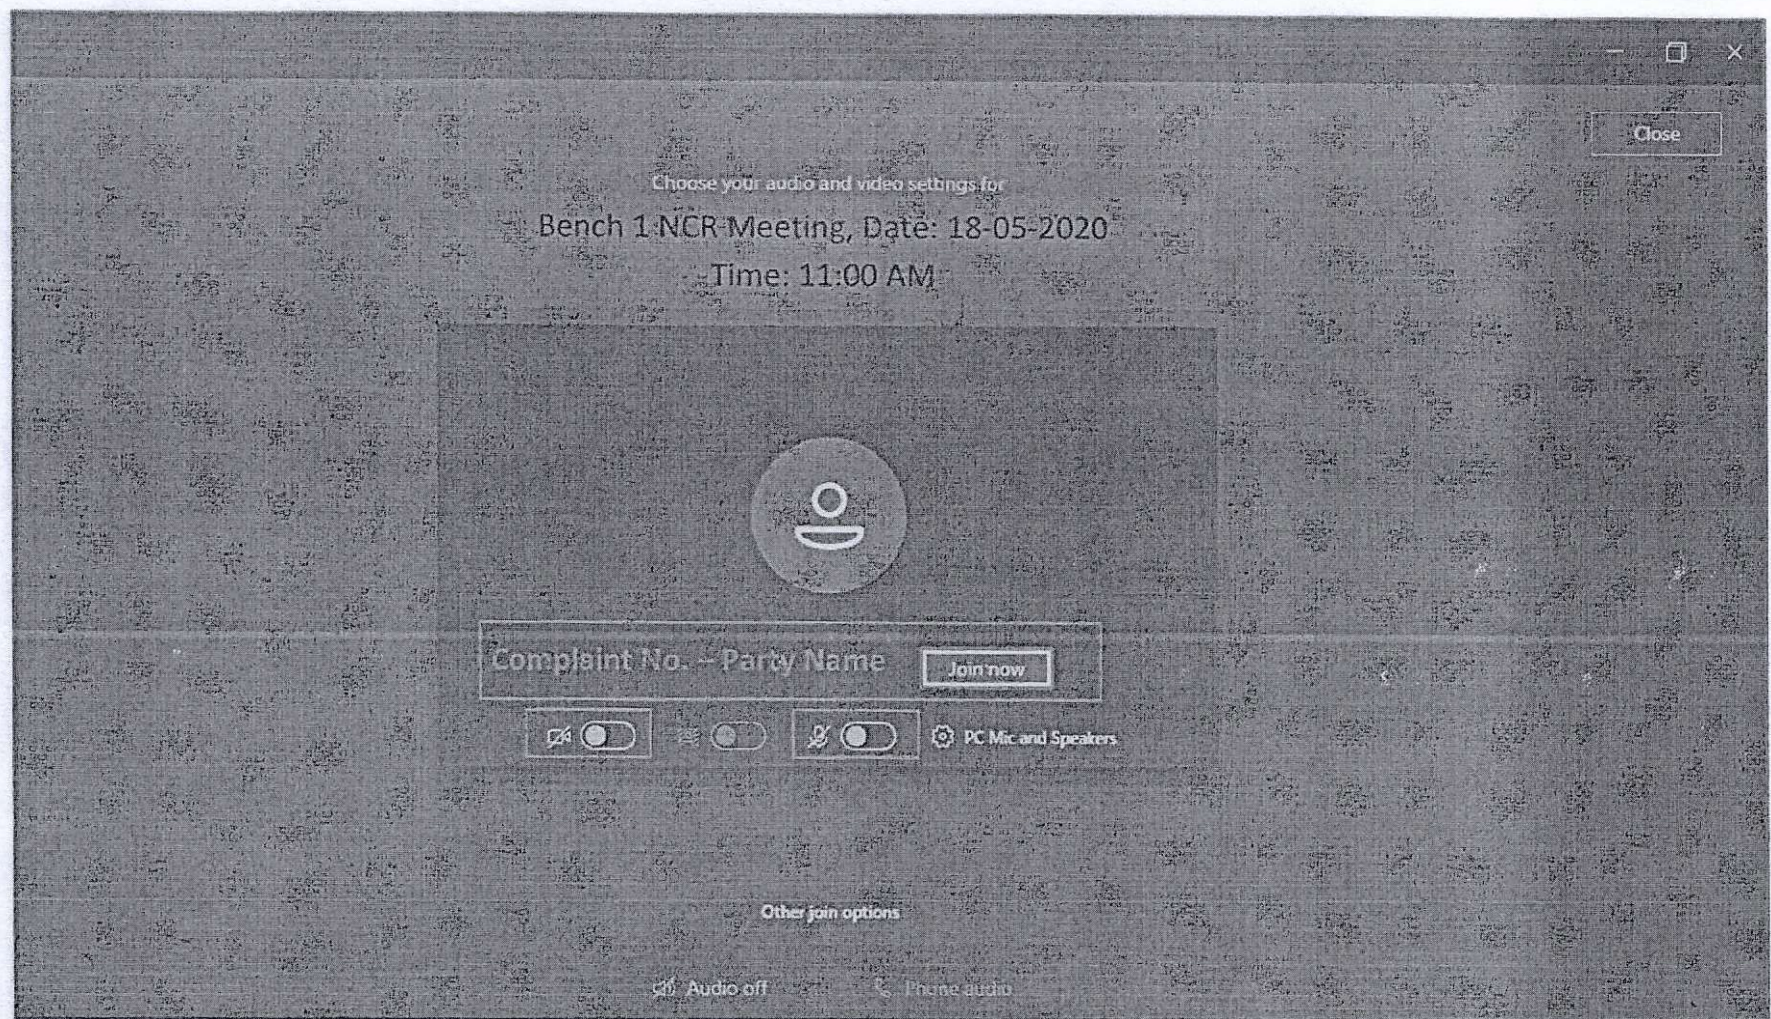 Close
Choose your audio and video settings for
Bench 1 NCR Meeting, Date: 18-05-2020
Time: 11:00 AM
Complaint No. – Party Name
Join now
PC Mic and Speakers
Other join options
Audio off
Phone audio